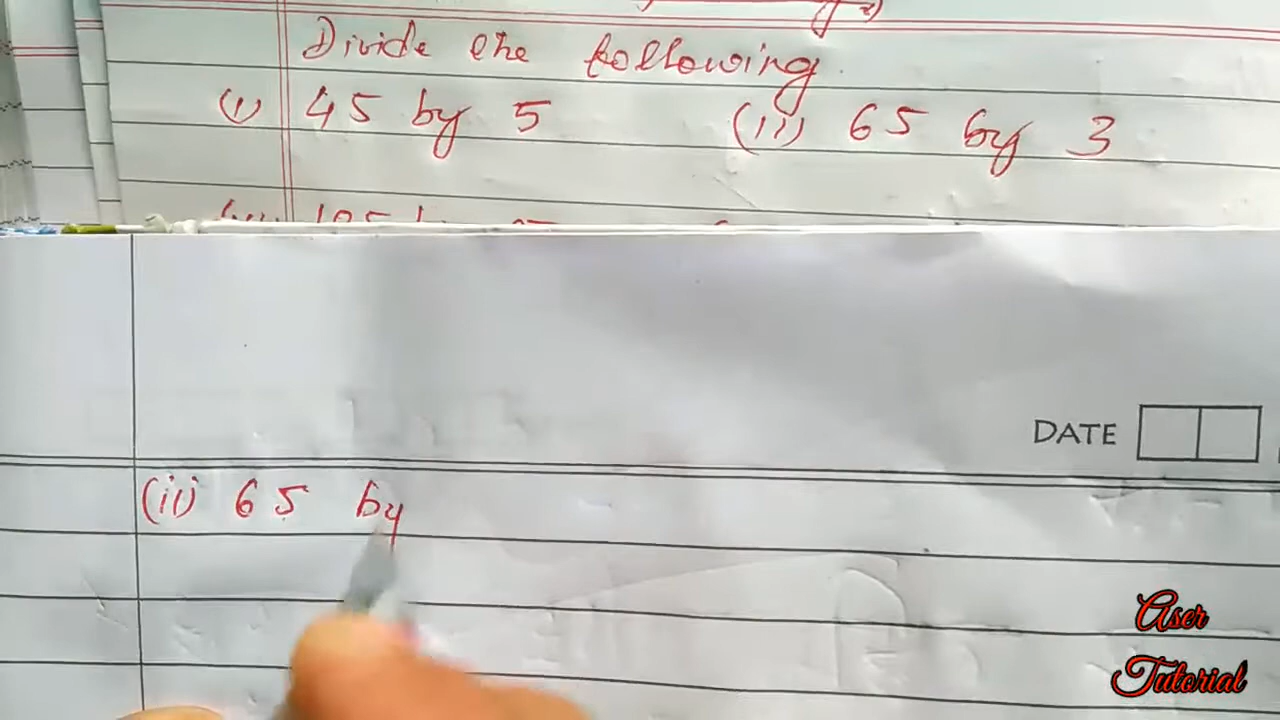 Divide the following.
(i) 45 by 5 (ii) 65 by 3
DATE
(ii) 65 by
Aser
Tutorial